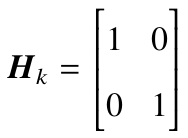 H_k = [1 0
0 1]